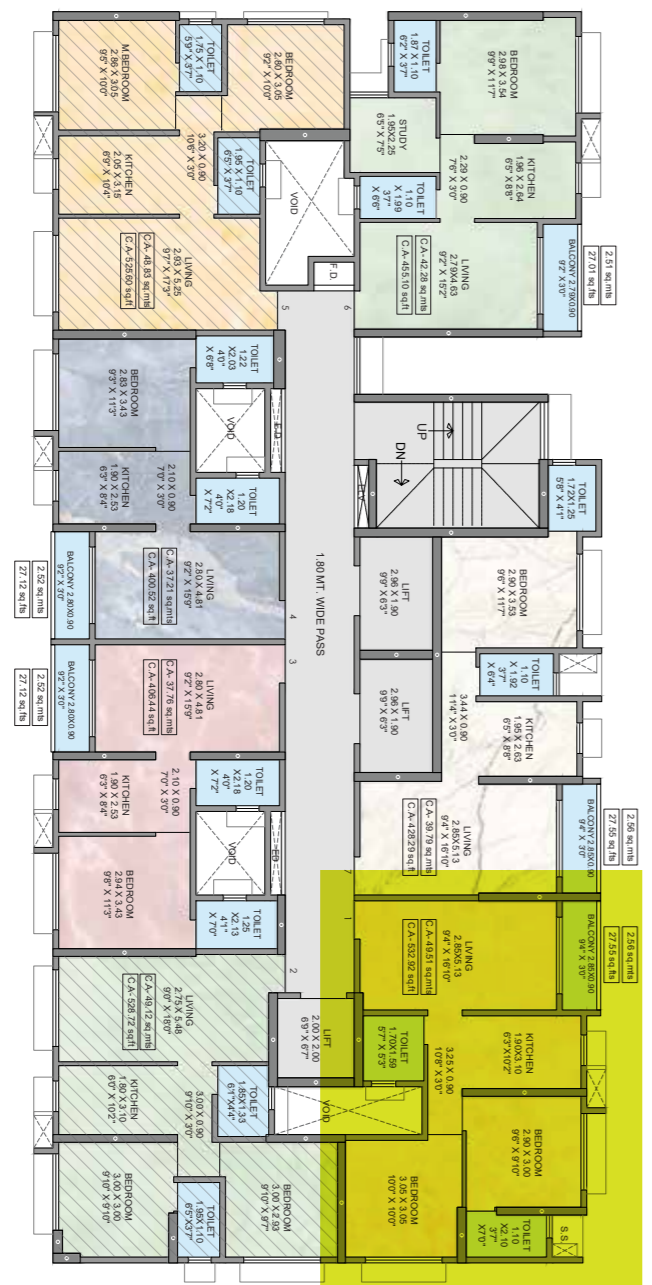 M.BEDROOM
2.86 X 3.05
9'5" X 10'0"
TOILET
1.75 X 1.10
5'9" X 3'7"
BEDROOM
2.80 X 3.05
9'2" X 10'0"
3.20 X 0.90
10'6" X 3'0"
KITCHEN
2.05 X 3.15
6'9" X 10'4"
TOILET
1.95 X 1.10
6'5" X 3'7"
LIVING
2.93 X 5.25
9'7" X 17'3"
C.A- 48.83 sq.mts
C.A- 525.60 sq.ft
VOID
F.D.
5
6
TOILET
1.87 X 1.10
6'2" X 3'7"
BEDROOM
2.98 X 3.54
9'9" X 11'7"
STUDY
1.95X2.25
6'5" X 7'5"
KITCHEN
1.96 X 2.64
6'5" X 8'8"
2.29 X 0.90
7'6" X 3'0"
TOILET
1.10
X 1.99
3'7"
X 6'6"
LIVING
2.79X4.63
9'2" X 15'2"
C.A- 42.28 sq.mts
C.A- 455.10 sq.ft
BALCONY 2.79X0.90
9'2" X 3'0"
2.51 sq.mts
27.01 sq.fts
BEDROOM
2.83 X 3.43
9'3" X 11'3"
TOILET
1.22
X2.03
4'0"
X 6'8"
VOID
E.D.
KITCHEN
1.90 X 2.53
6'3" X 8'4"
2.10 X 0.90
7'0" X 3'0"
TOILET
1.20
X2.18
4'0"
X 7'2"
LIVING
2.80 X 4.81
9'2" X 15'9"
C.A- 37.21 sq.mts
C.A- 400.52 sq.ft
BALCONY 2.80X0.90
9'2" X 3'0"
2.52 sq.mts
27.12 sq.fts
4
UP
DN
TOILET
1.72X1.25
5'8" X 4'1"
1.80 MT. WIDE PASS
LIFT
2.96 X 1.90
9'9" X 6'3"
LIFT
2.96 X 1.90
9'9" X 6'3"
BEDROOM
2.90 X 3.53
9'6" X 11'7"
TOILET
1.10
X 1.92
3'7"
X 6'4"
3.44 X 0.90
11'4" X 3'0"
KITCHEN
1.95 X 2.63
6'5" X 8'8"
LIVING
2.85X5.13
9'4" X 16'10"
C.A- 39.79 sq.mts
C.A- 428.29 sq.ft
BALCONY 2.85X0.90
9'4" X 3'0"
2.56 sq.mts
27.55 sq.fts
7
3
LIVING
2.80 X 4.81
9'2" X 15'9"
C.A- 37.76 sq.mts
C.A- 406.44 sq.ft
BALCONY 2.80X0.90
9'2" X 3'0"
2.52 sq.mts
27.12 sq.fts
2.10 X 0.90
7'0" X 3'0"
KITCHEN
1.90 X 2.53
6'3" X 8'4"
TOILET
1.20
X2.18
4'0"
X 7'2"
VOID
BEDROOM
2.94 X 3.43
9'8" X 11'3"
TOILET
1.25
X2.13
4'1"
X 7'0"
1
LIVING
2.85X5.13
9'4" X 16'10"
C.A- 49.51 sq.mts
C.A- 532.92 sq.ft
BALCONY 2.85X0.90
9'4" X 3'0"
2.56 sq.mts
27.55 sq.fts
KITCHEN
1.90X3.10
6'3"X10'2"
3.25 X 0.90
10'8" X 3'0"
TOILET
1.70X1.59
5'7" X 5'3"
BEDROOM
2.90 X 3.00
9'6" X 9'10"
BEDROOM
3.05 X 3.05
10'0" X 10'0"
TOILET
1.10
X 2.10
3'7"
X7'0"
S.S.
2
LIVING
2.75 X 5.48
9'0" X 18'0"
C.A- 49.12 sq.mts
C.A- 528.72 sq.ft
LIFT
2.00 X 2.00
6'9" X 6'7"
VOID
KITCHEN
1.80 X 3.10
6'0" X 10'2"
3.00 X 0.90
9'10" X 3'0"
TOILET
1.85X1.33
6'1"X4'4"
BEDROOM
3.00 X 3.00
9'10" X 9'10"
TOILET
1.95X1.10
6'5"X3'7"
BEDROOM
3.00 X 2.93
9'10" X 9'7"